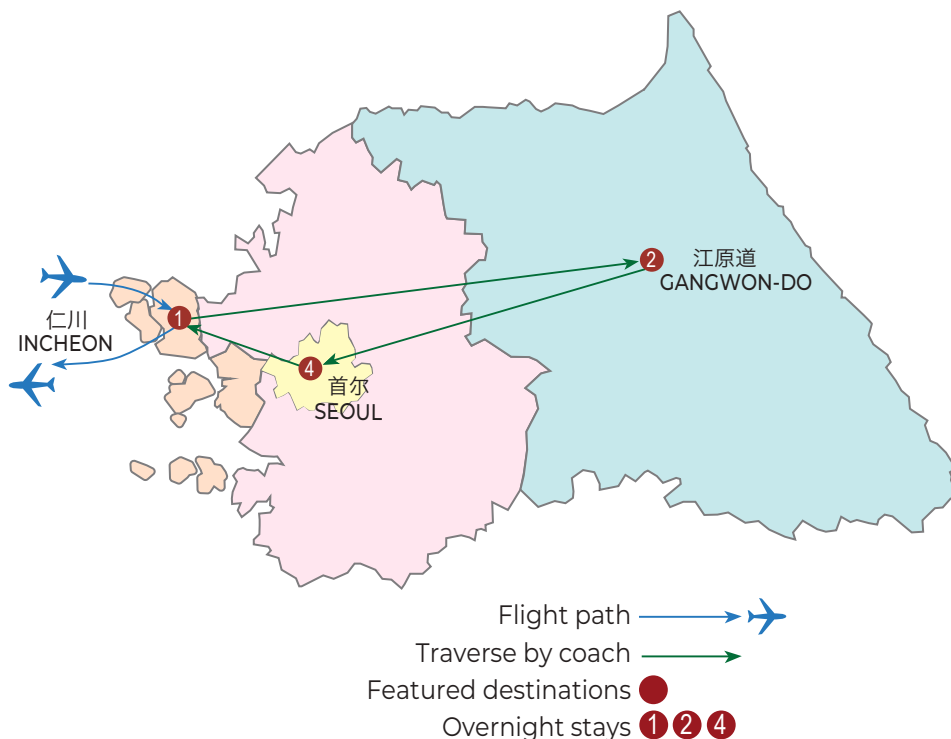 2
江原道
GANGWON-DO
1
仁川
INCHEON
4
首尔
SEOUL
Flight path
Traverse by coach
Featured destinations
Overnight stays 1 2 4